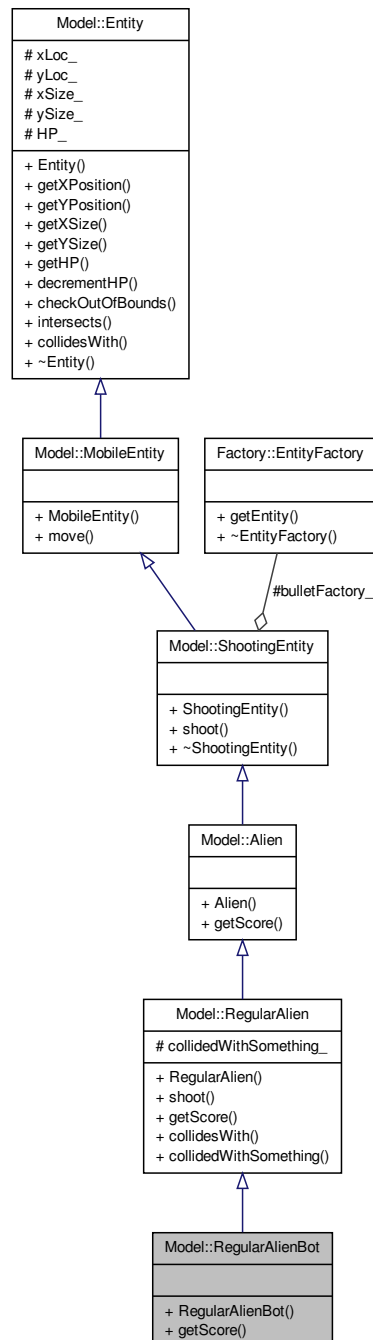 Model::Entity
# xLoc_
# yLoc_
# xSize_
# ySize_
# HP_
+ Entity()
+ getXPosition()
+ getYPosition()
+ getXSize()
+ getYSize()
+ getHP()
+ decrementHP()
+ checkOutOfBounds()
+ intersects()
+ collidesWith()
+ ~Entity()
Model::MobileEntity
+ MobileEntity()
+ move()
Factory::EntityFactory
+ getEntity()
+ ~EntityFactory()
#bulletFactory_
Model::ShootingEntity
+ ShootingEntity()
+ shoot()
+ ~ShootingEntity()
Model::Alien
+ Alien()
+ getScore()
Model::RegularAlien
# collidedWithSomething_
+ RegularAlien()
+ shoot()
+ getScore()
+ collidesWith()
+ collidedWithSomething()
Model::RegularAlienBot
+ RegularAlienBot()
+ getScore()